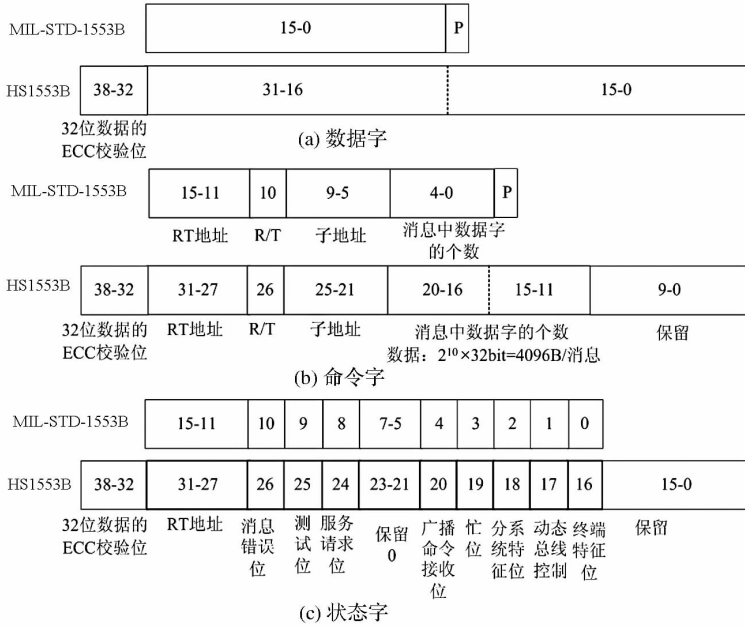 MIL-STD-1553B 15-0 P
HS1553B 38-32 31-16 15-0
32位数据的
ECC校验位
(a) 数据字
MIL-STD-1553B 15-11 10 9-5 4-0 P
RT地址 R/T 子地址 消息中数据字
的个数
HS1553B 38-32 31-27 26 25-21 20-16 15-11 9-0
32位数据的 RT地址 R/T 子地址 消息中数据字的个数 保留
ECC校验位 数据：2¹⁰×32bit=4096B/消息
(b) 命令字
MIL-STD-1553B 15-11 10 9 8 7-5 4 3 2 1 0
HS1553B 38-32 31-27 26 25 24 23-21 20 19 18 17 16 15-0
32位数据的
ECC校验位
RT地址
消息
错误
位
测
试
位
服务
请求
位
保留
0
广播
命令
接收
位
忙
位
分系
统特
征位
动态
总线
控制
终端
特征
位
保留
(c) 状态字